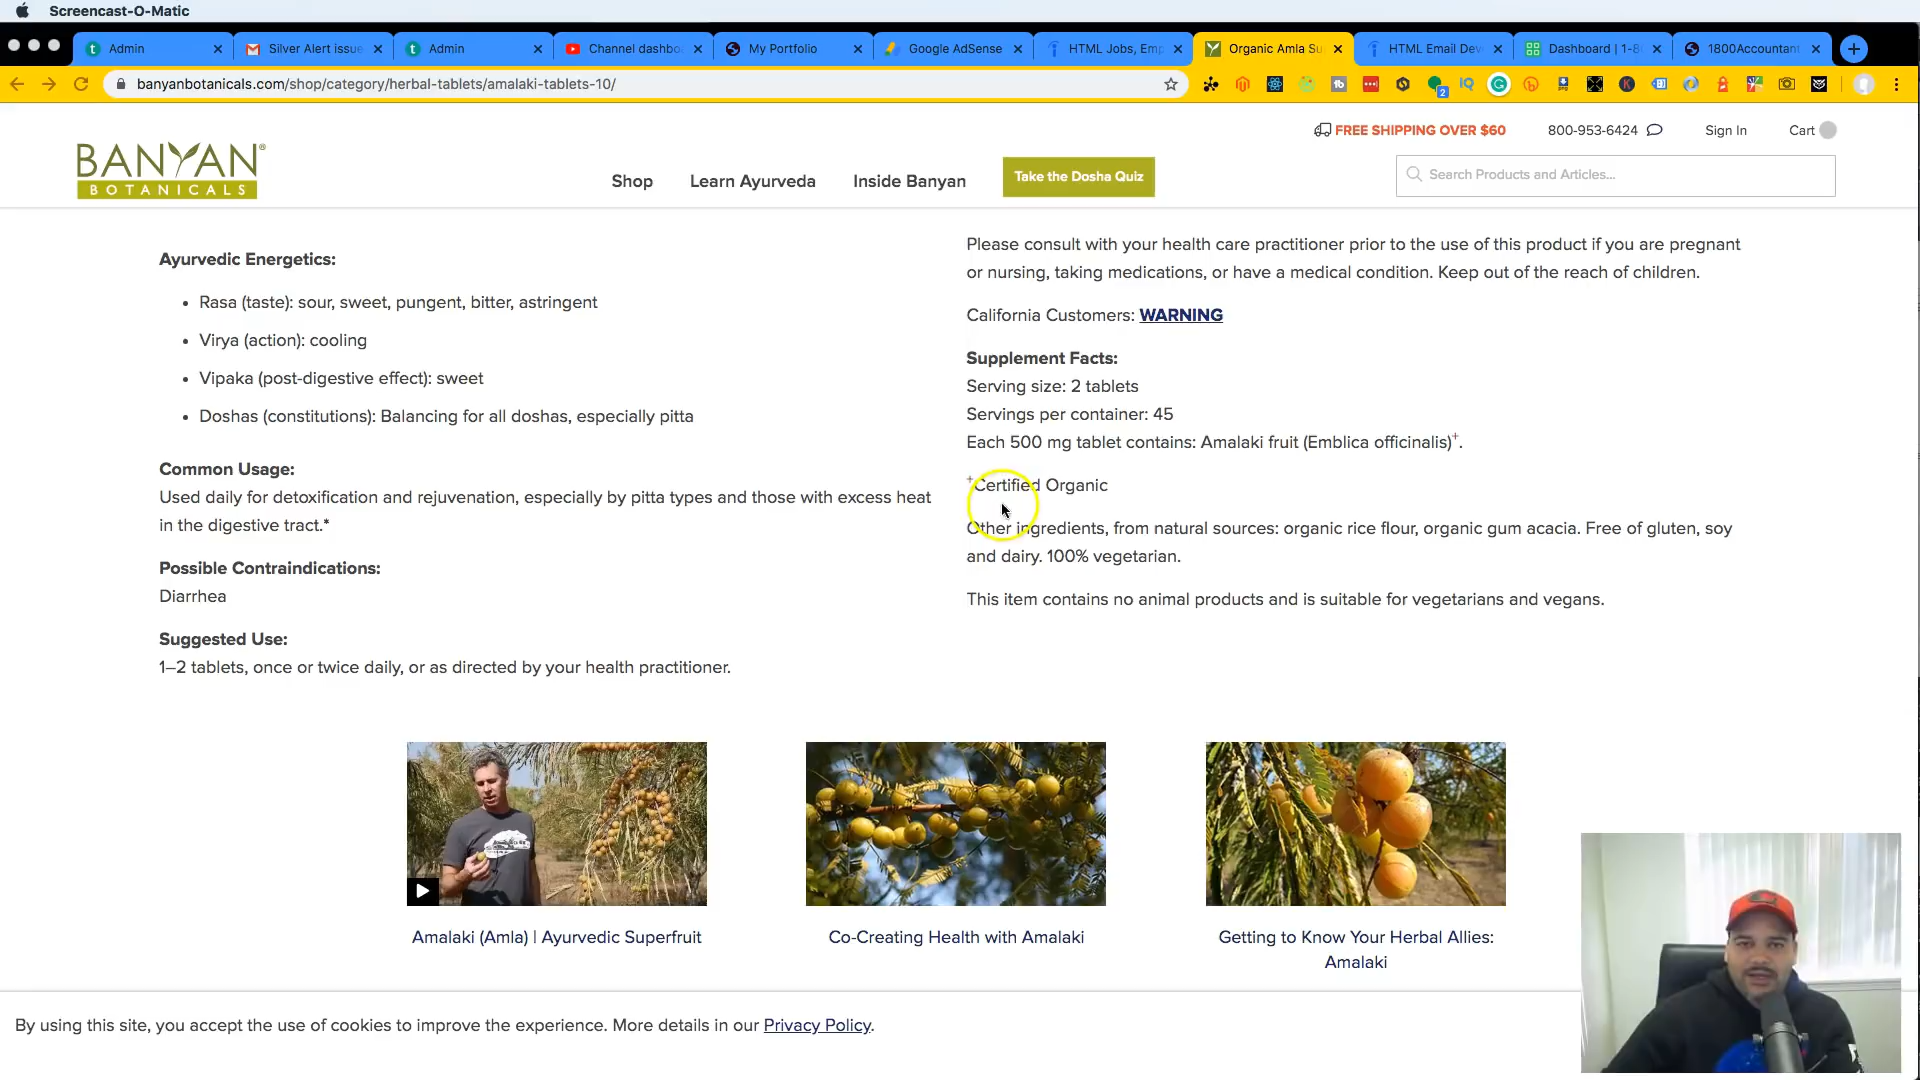 Screencast-O-Matic
Admin
Silver Alert issue
Admin
Channel dashbo
My Portfolio
Google AdSense
HTML Jobs, Emp
Organic Amla Su
HTML Email Dev
Dashboard | 1-8
1800Accountant
banyanbotanicals.com/shop/category/herbal-tablets/amalaki-tablets-10/
FREE SHIPPING OVER $60
800-953-6424
Sign In
Cart
BANYAN®
BOTANICALS
Shop
Learn Ayurveda
Inside Banyan
Take the Dosha Quiz
Search Products and Articles...
Ayurvedic Energetics:
• Rasa (taste): sour, sweet, pungent, bitter, astringent
• Virya (action): cooling
• Vipaka (post-digestive effect): sweet
• Doshas (constitutions): Balancing for all doshas, especially pitta
Common Usage:
Used daily for detoxification and rejuvenation, especially by pitta types and those with excess heat
in the digestive tract.*
Possible Contraindications:
Diarrhea
Suggested Use:
1–2 tablets, once or twice daily, or as directed by your health practitioner.
Please consult with your health care practitioner prior to the use of this product if you are pregnant
or nursing, taking medications, or have a medical condition. Keep out of the reach of children.
California Customers: WARNING
Supplement Facts:
Serving size: 2 tablets
Servings per container: 45
Each 500 mg tablet contains: Amalaki fruit (Emblica officinalis)+.
+Certified Organic
Other ingredients, from natural sources: organic rice flour, organic gum acacia. Free of gluten, soy
and dairy. 100% vegetarian.
This item contains no animal products and is suitable for vegetarians and vegans.
Amalaki (Amla) | Ayurvedic Superfruit
Co-Creating Health with Amalaki
Getting to Know Your Herbal Allies:
Amalaki
By using this site, you accept the use of cookies to improve the experience. More details in our Privacy Policy.